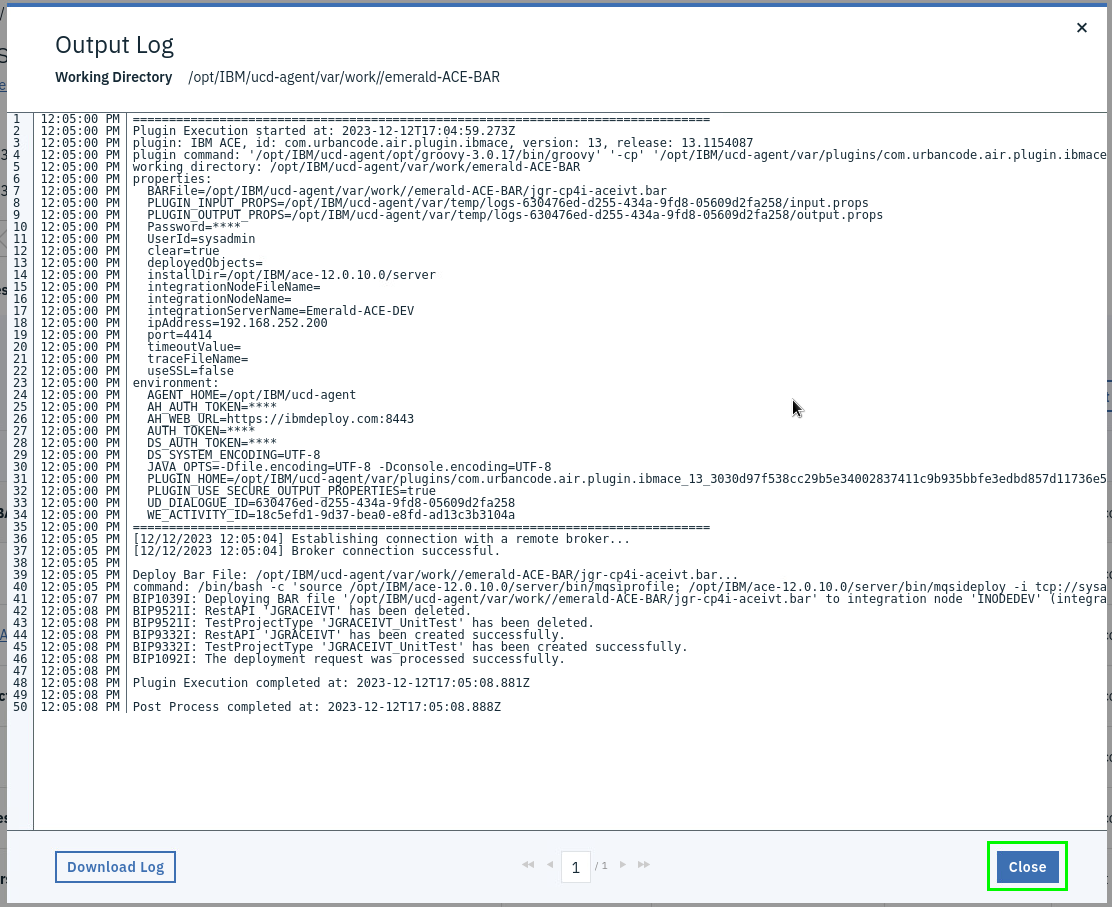 Output Log
Working Directory /opt/IBM/ucd-agent/var/work//emerald-ACE-BAR
1 12:05:00 PM ================================================================================
2 12:05:00 PM Plugin Execution started at: 2023-12-12T17:04:59.273Z
3 12:05:00 PM plugin: IBM ACE, id: com.urbancode.air.plugin.ibmace, version: 13, release: 13.1154087
4 12:05:00 PM plugin command: '/opt/IBM/ucd-agent/opt/groovy-3.0.17/bin/groovy' '-cp' '/opt/IBM/ucd-agent/var/plugins/com.urbancode.air.plugin.ibmace
5 12:05:00 PM working directory: /opt/IBM/ucd-agent/var/work/emerald-ACE-BAR
6 12:05:00 PM properties:
7 12:05:00 PM BARFile=/opt/IBM/ucd-agent/var/work//emerald-ACE-BAR/jgr-cp4i-aceivt.bar
8 12:05:00 PM PLUGIN_INPUT_PROPS=/opt/IBM/ucd-agent/var/temp/logs-630476ed-d255-434a-9fd8-05609d2fa258/input.props
9 12:05:00 PM PLUGIN_OUTPUT_PROPS=/opt/IBM/ucd-agent/var/temp/logs-630476ed-d255-434a-9fd8-05609d2fa258/output.props
10 12:05:00 PM Password=****
11 12:05:00 PM UserId=sysadmin
12 12:05:00 PM clear=true
13 12:05:00 PM deployedObjects=
14 12:05:00 PM installDir=/opt/IBM/ace-12.0.10.0/server
15 12:05:00 PM integrationNodeFileName=
16 12:05:00 PM integrationNodeName=
17 12:05:00 PM integrationServerName=Emerald-ACE-DEV
18 12:05:00 PM ipAddress=192.168.252.200
19 12:05:00 PM port=4414
20 12:05:00 PM timeoutValue=
21 12:05:00 PM traceFileName=
22 12:05:00 PM useSSL=false
23 12:05:00 PM environment:
24 12:05:00 PM AGENT_HOME=/opt/IBM/ucd-agent
25 12:05:00 PM AH_AUTH_TOKEN=****
26 12:05:00 PM AH_WEB_URL=https://ibmdeploy.com:8443
27 12:05:00 PM AUTH_TOKEN=****
28 12:05:00 PM DS_AUTH_TOKEN=****
29 12:05:00 PM DS_SYSTEM_ENCODING=UTF-8
30 12:05:00 PM JAVA_OPTS=-Dfile.encoding=UTF-8 -Dconsole.encoding=UTF-8
31 12:05:00 PM PLUGIN_HOME=/opt/IBM/ucd-agent/var/plugins/com.urbancode.air.plugin.ibmace_13_3030d97f538cc29b5e34002837411c9b935bbfe3edbd857d11736e5
32 12:05:00 PM PLUGIN_USE_SECURE_OUTPUT_PROPERTIES=true
33 12:05:00 PM UD_DIALOGUE_ID=630476ed-d255-434a-9fd8-05609d2fa258
34 12:05:00 PM WE_ACTIVITY_ID=18c5efd1-9d37-bea0-e8fd-ad13c3b3104a
35 12:05:00 PM ================================================================================
36 12:05:05 PM [12/12/2023 12:05:04] Establishing connection with a remote broker...
37 12:05:05 PM [12/12/2023 12:05:04] Broker connection successful.
38 12:05:05 PM
39 12:05:05 PM Deploy Bar File: /opt/IBM/ucd-agent/var/work//emerald-ACE-BAR/jgr-cp4i-aceivt.bar...
40 12:05:05 PM command: /bin/bash -c 'source /opt/IBM/ace-12.0.10.0/server/bin/mqsiprofile; /opt/IBM/ace-12.0.10.0/server/bin/mqsideploy -i tcp://sysa
41 12:05:07 PM BIP1039I: Deploying BAR file '/opt/IBM/ucd-agent/var/work//emerald-ACE-BAR/jgr-cp4i-aceivt.bar' to integration node 'INODEDEV' (integra
42 12:05:08 PM BIP9521I: RestAPI 'JGRACEIVT' has been deleted.
43 12:05:08 PM BIP9521I: TestProjectType 'JGRACEIVT_UnitTest' has been deleted.
44 12:05:08 PM BIP9332I: RestAPI 'JGRACEIVT' has been created successfully.
45 12:05:08 PM BIP9332I: TestProjectType 'JGRACEIVT_UnitTest' has been created successfully.
46 12:05:08 PM BIP1092I: The deployment request was processed successfully.
47 12:05:08 PM
48 12:05:08 PM Plugin Execution completed at: 2023-12-12T17:05:08.881Z
49 12:05:08 PM
50 12:05:08 PM Post Process completed at: 2023-12-12T17:05:08.888Z
Download Log
1 / 1
Close